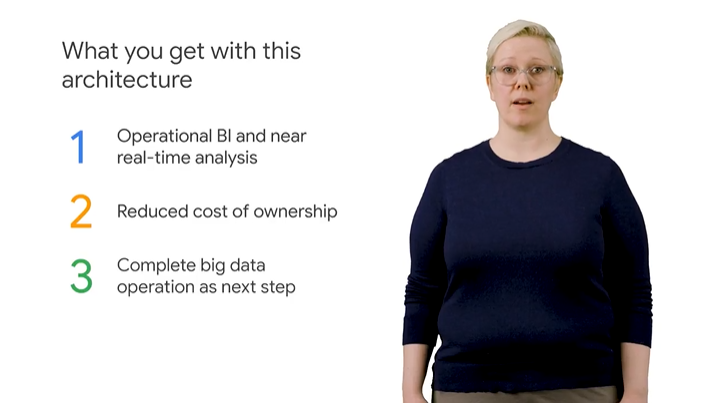 What you get with this
architecture
1
Operational BI and near
real-time analysis
2
Reduced cost of ownership
3
Complete big data
operation as next step